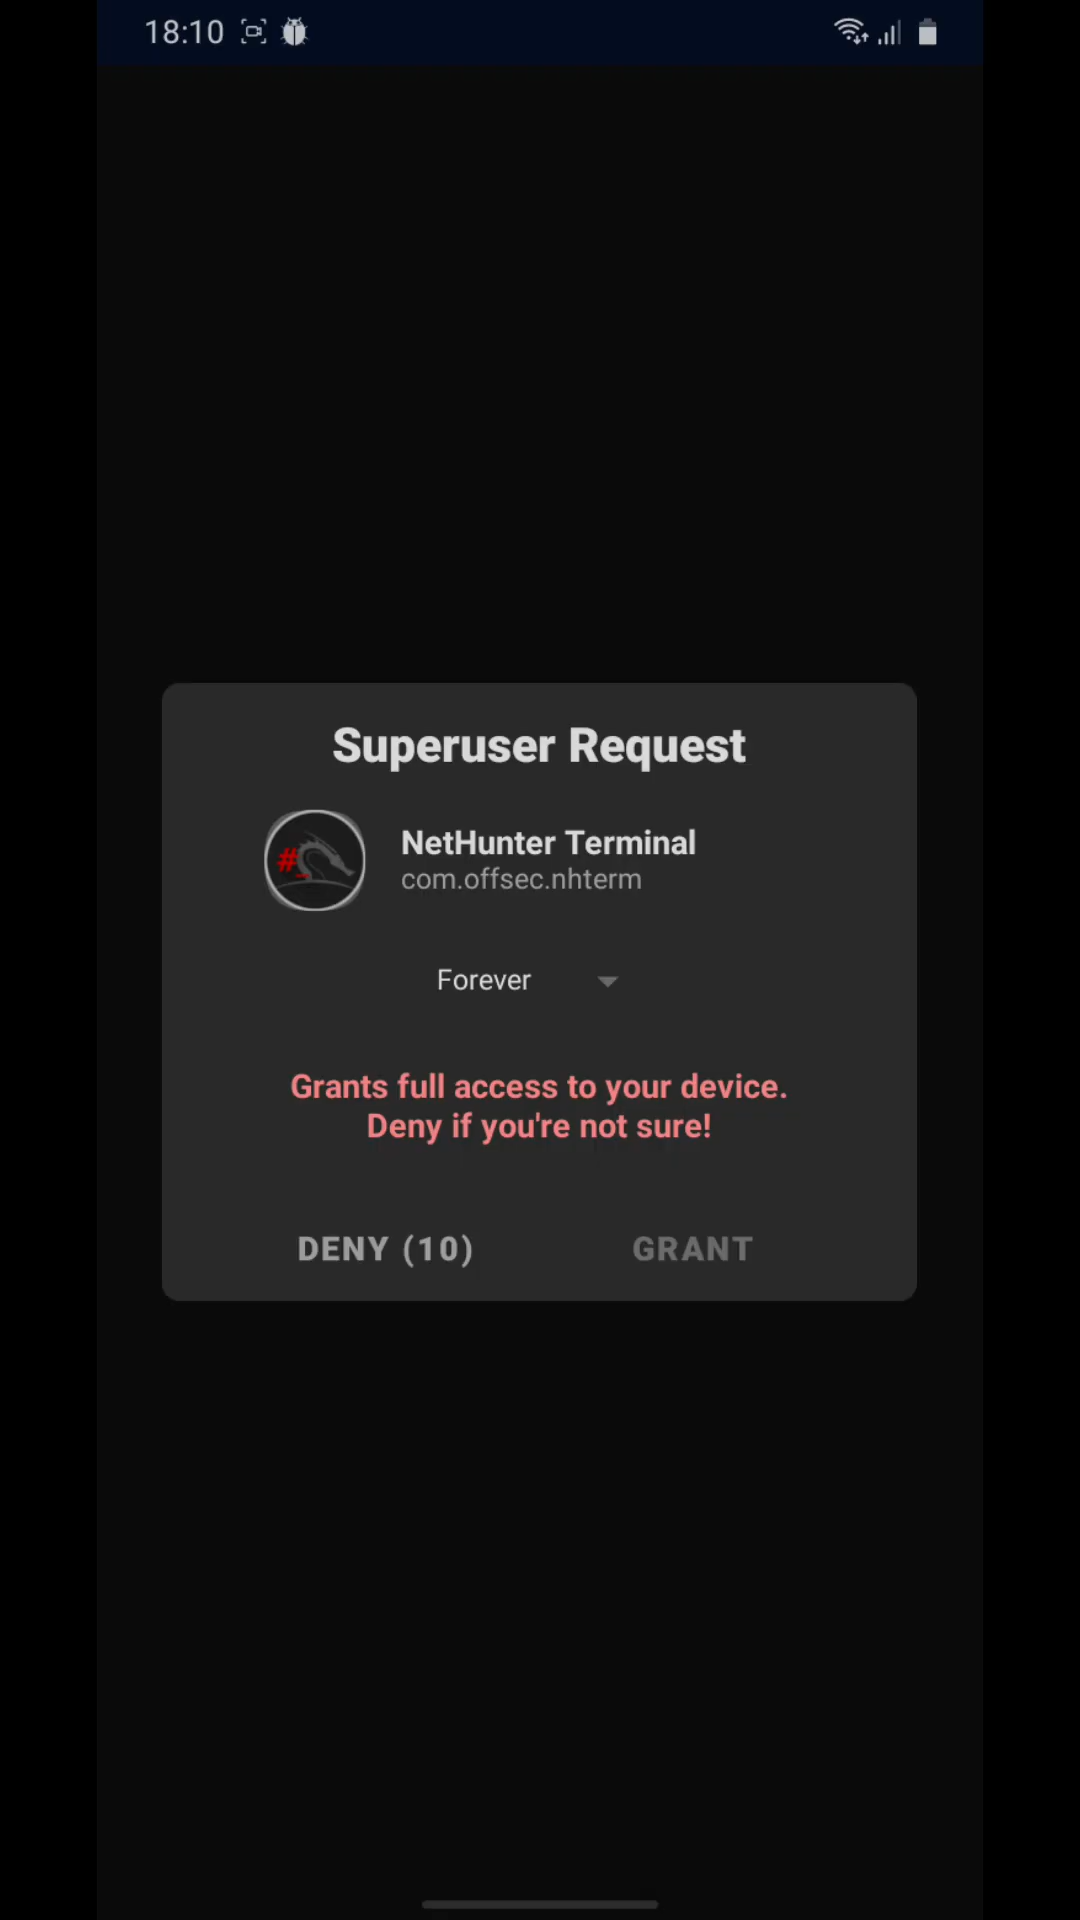 18:10
Superuser Request
#_
NetHunter Terminal
com.offsec.nhterm
Forever
Grants full access to your device.
Deny if you're not sure!
DENY (10)
GRANT